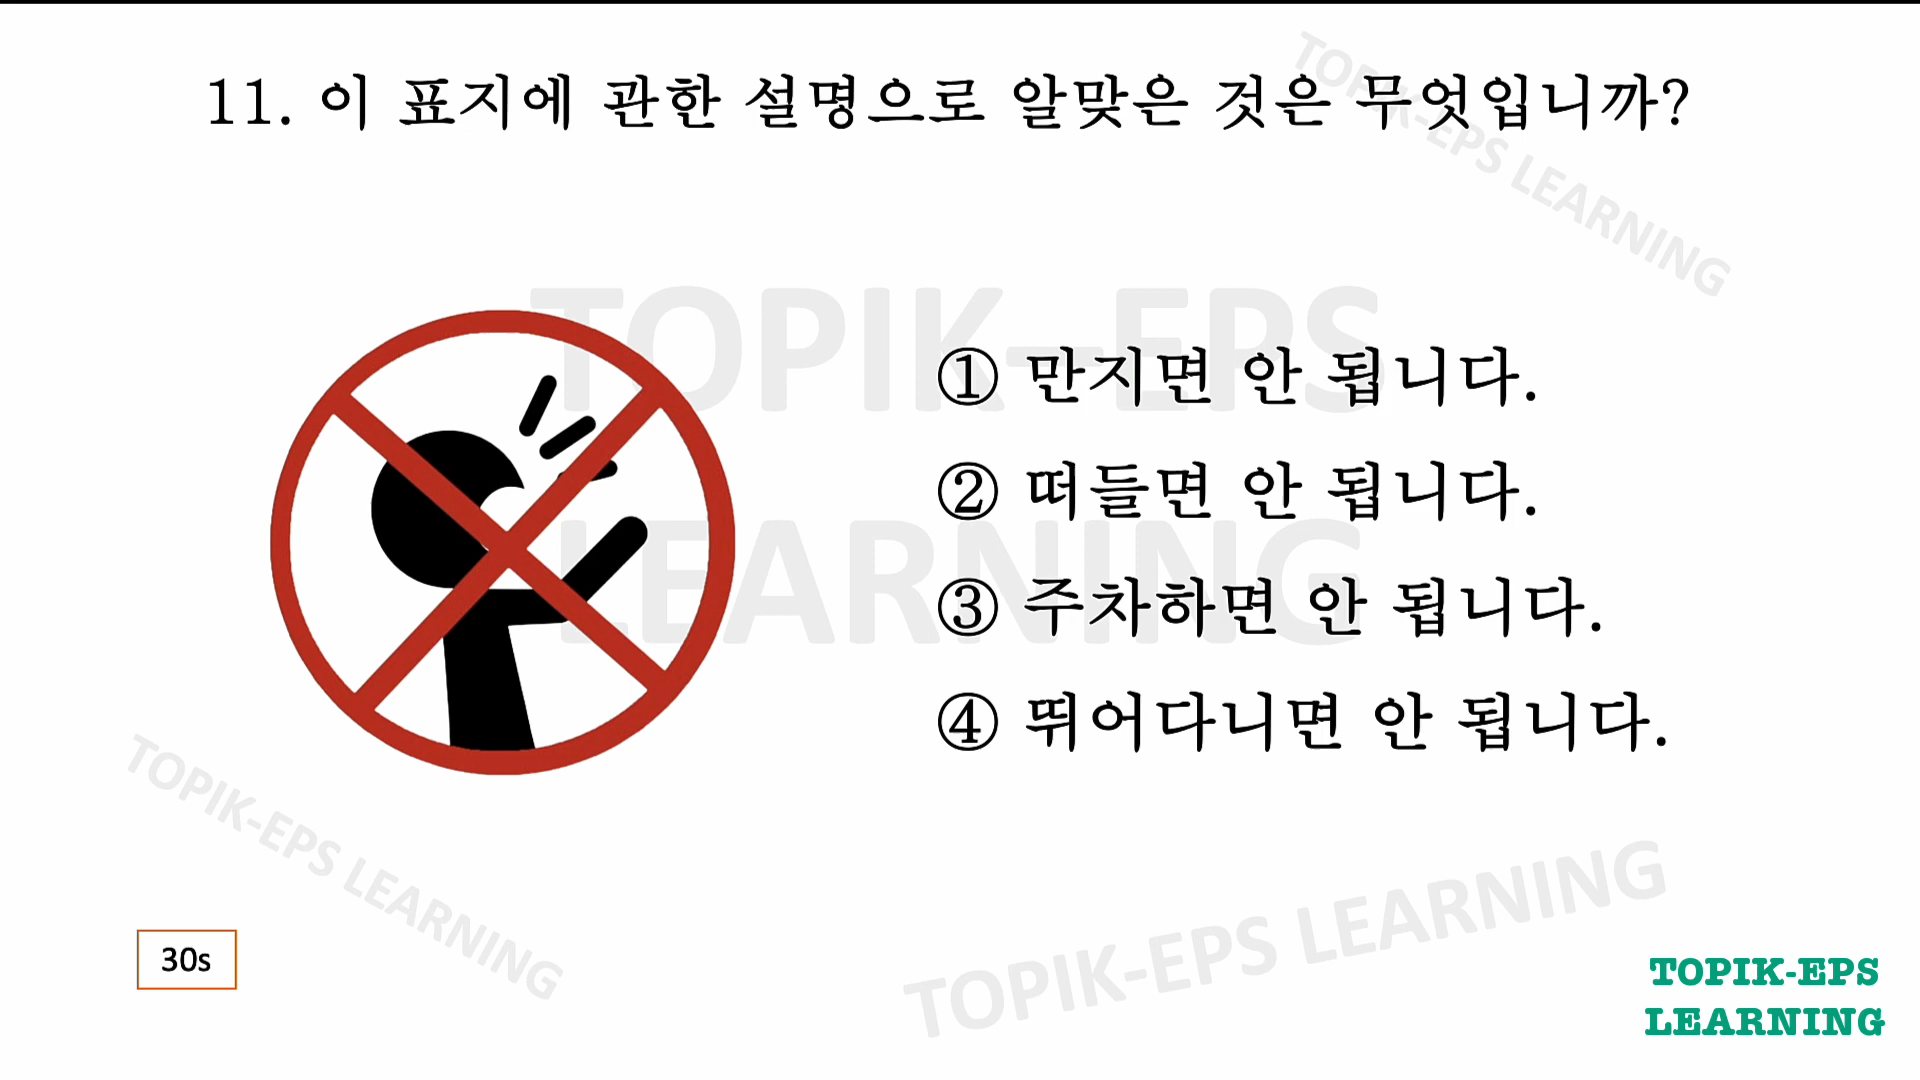 11. 이 표지에 관한 설명으로 알맞은 것은 무엇입니까?
TOPIK-EPS LEARNING
TOPIK-EPS
LEARNING
① 만지면 안 됩니다.
② 떠들면 안 됩니다.
③ 주차하면 안 됩니다.
④ 뛰어다니면 안 됩니다.
TOPIK-EPS LEARNING
TOPIK-EPS LEARNING
30s
TOPIK-EPS
LEARNING